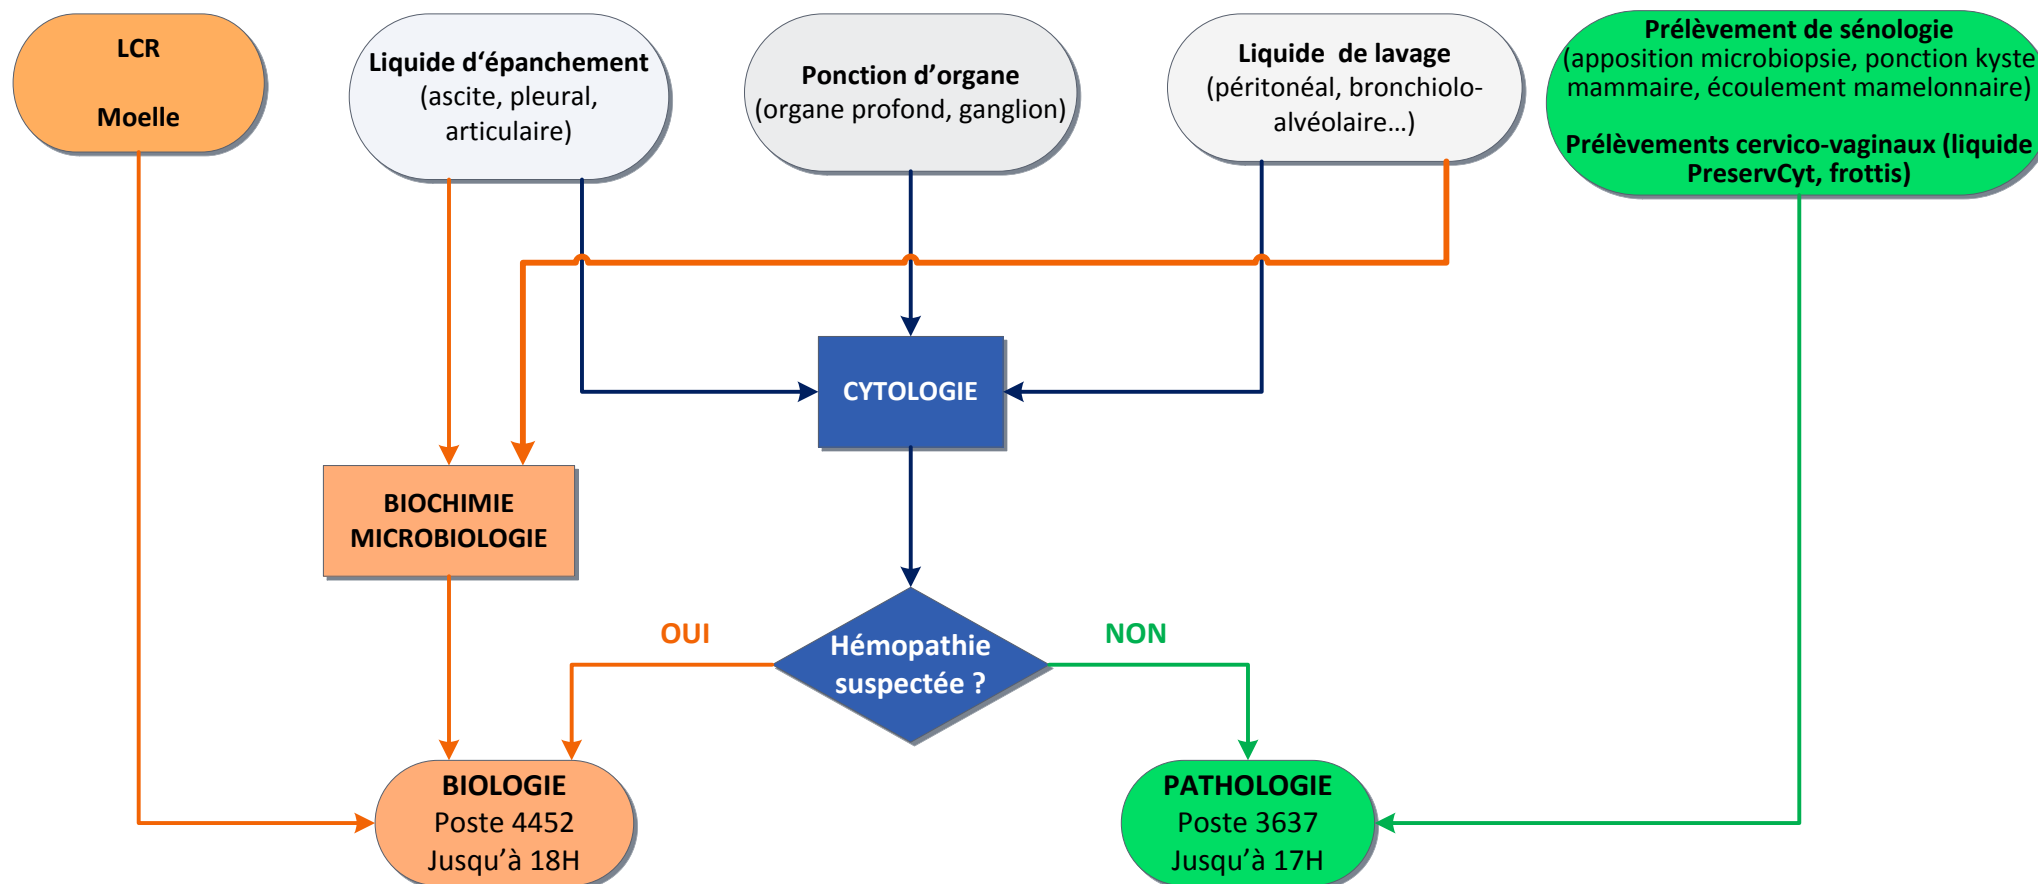 LCR
Moelle
Liquide d‘épanchement
(ascite, pleural,
articulaire)
Ponction d’organe
(organe profond, ganglion)
Liquide de lavage
(péritonéal, bronchiolo-
alvéolaire…)
Prélèvement de sénologie
(apposition microbiopsie, ponction kyste
mammaire, écoulement mamelonnaire)
Prélèvements cervico-vaginaux (liquide
PreservCyt, frottis)
CYTOLOGIE
BIOCHIMIE
MICROBIOLOGIE
OUI
Hémopathie
suspectée ?
NON
BIOLOGIE
Poste 4452
Jusqu’à 18H
PATHOLOGIE
Poste 3637
Jusqu’à 17H